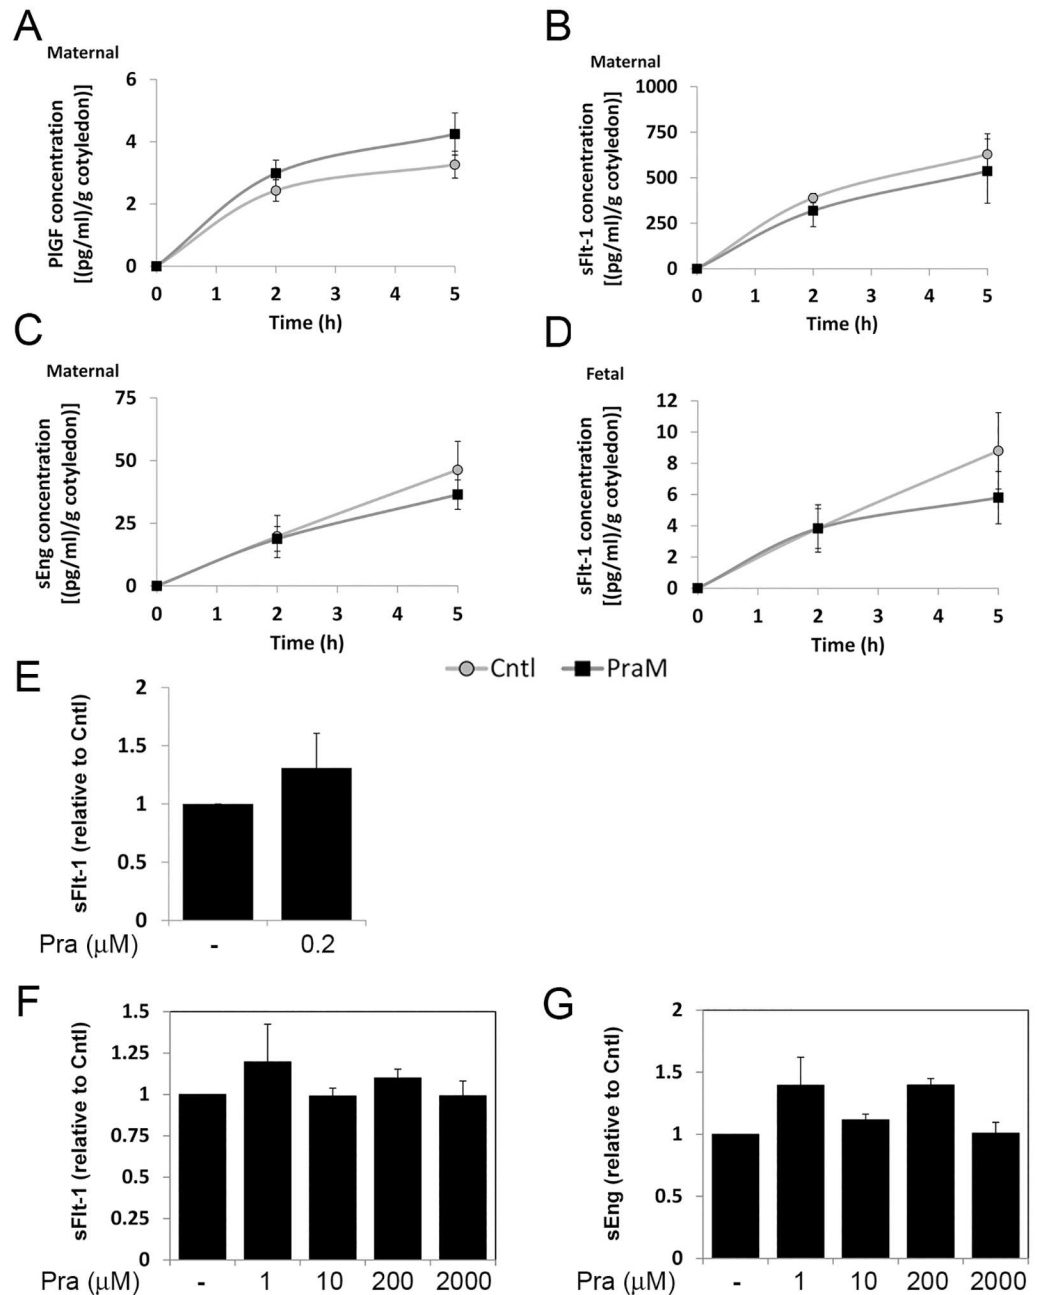 A
Maternal
PlGF concentration
[(pg/ml)/g cotyledon)]
6
4
2
0
0 1 2 3 4 5
Time (h)
B
Maternal
sFlt-1 concentration
[(pg/ml)/g cotyledon)]
1000
750
500
250
0
0 1 2 3 4 5
Time (h)
C
Maternal
sEng concentration
[(pg/ml)/g cotyledon)]
75
50
25
0
0 1 2 3 4 5
Time (h)
D
Fetal
sFlt-1 concentration
[(pg/ml)/g cotyledon)]
12
10
8
6
4
2
0
0 1 2 3 4 5
Time (h)
Cntl PraM
E
sFlt-1 (relative to Cntl)
2
1.5
1
0.5
0
Pra (μM) - 0.2
F
sFlt-1 (relative to Cntl)
1.5
1.25
1
0.75
0.5
0.25
0
Pra (μM) - 1 10 200 2000
G
sEng (relative to Cntl)
2
1.5
1
0.5
0
Pra (μM) - 1 10 200 2000